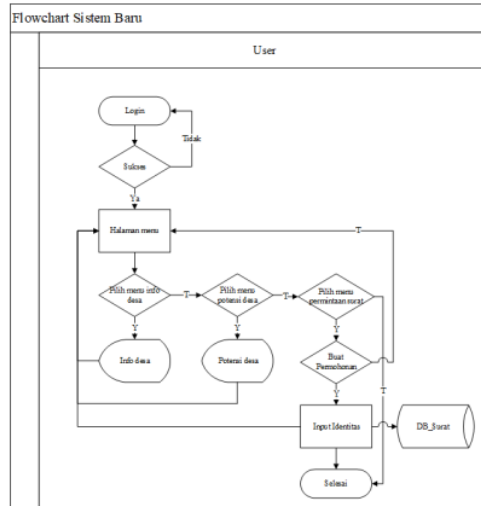 Flowchart Sistem Baru
User
Login
Tidak
Sukses
Ya
Halaman menu
T
Pilih menu info
desa
T
Pilih menu
potensi desa
T
Pilih menu
permintaan surat
Y
Y
Y
Info desa
Potensi desa
Buat
Permohonan
T
Y
Input Identitas
DB_Surat
Selesai